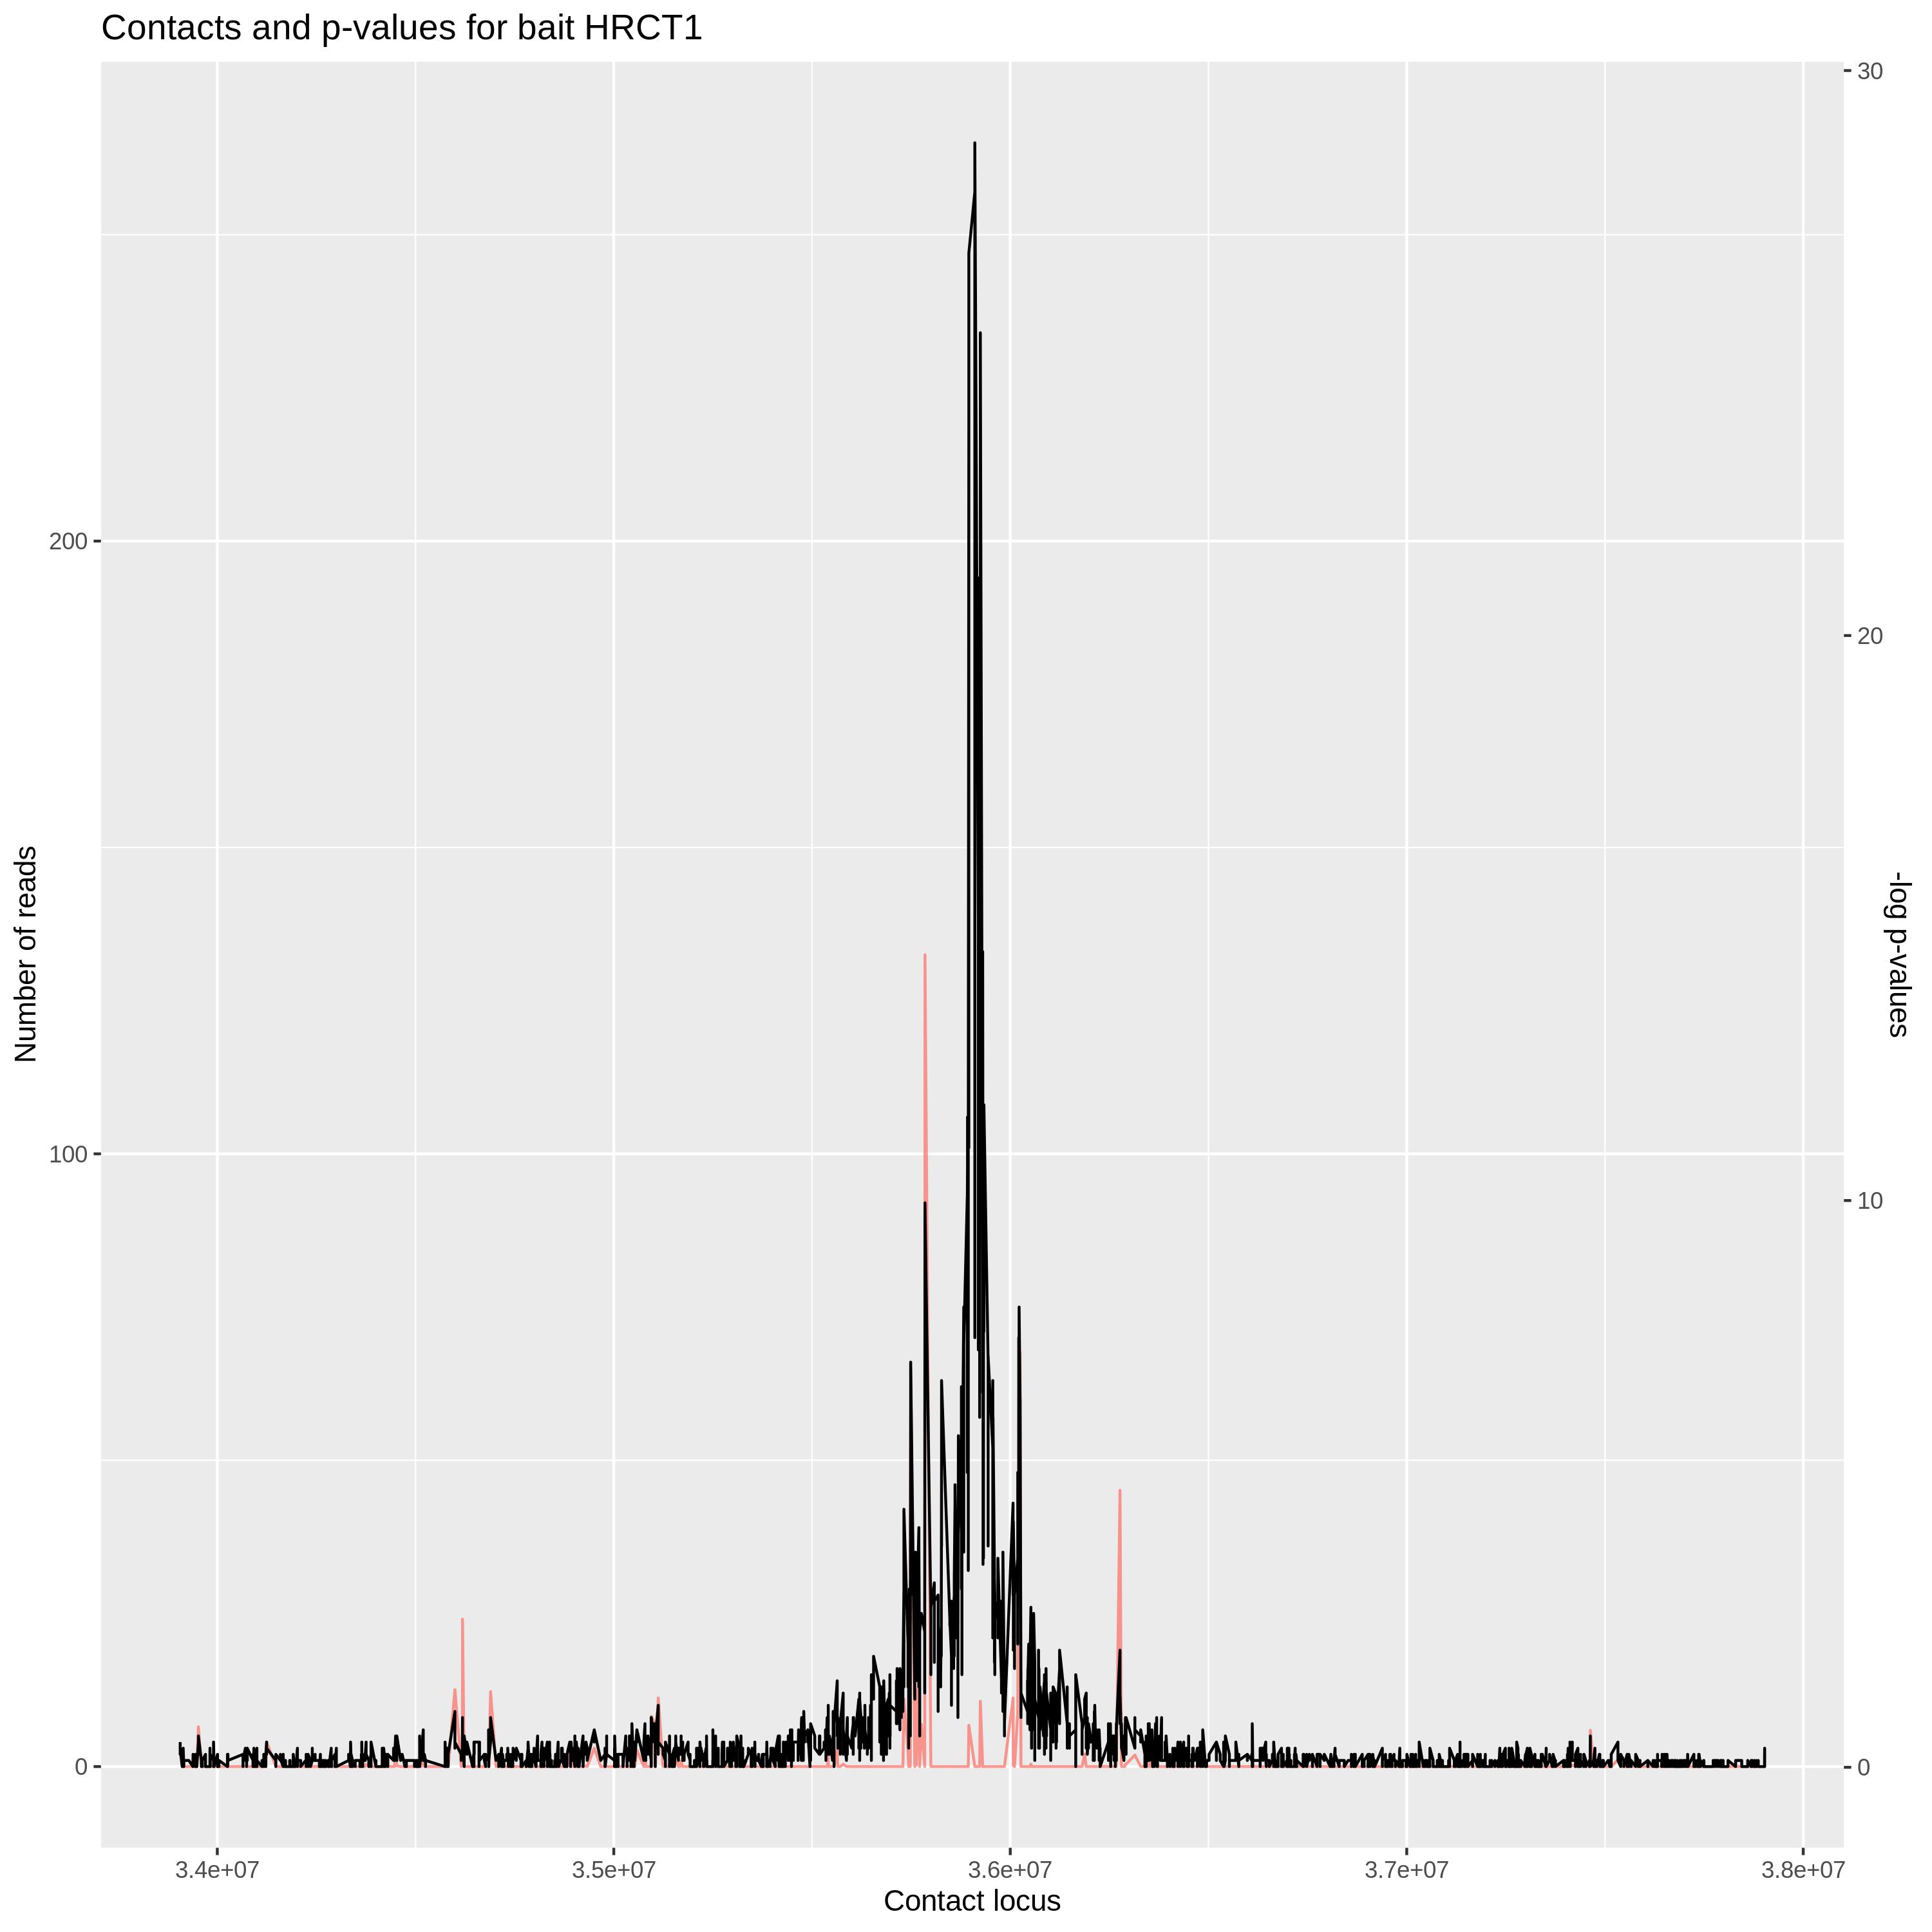 Contacts and p-values for bait HRCT1
30
200
20
Number of reads
-log p-values
100
10
0
0
3.4e+07
3.5e+07
3.6e+07
3.7e+07
3.8e+07
Contact locus